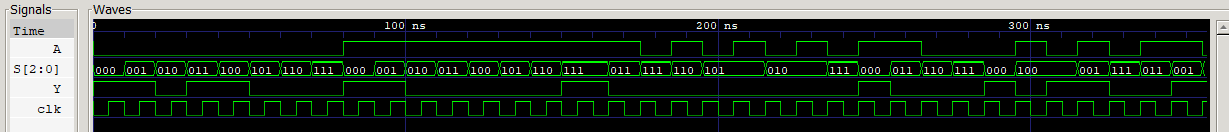 Signals Waves
Time 0 100 ns 200 ns 300 ns
A
S[2:0] 000 001 010 011 100 101 110 111 000 001 010 011 100 101 110 111 011 111 110 101 010 111 000 011 110 111 000 100 001 111 011 001
Y
clk